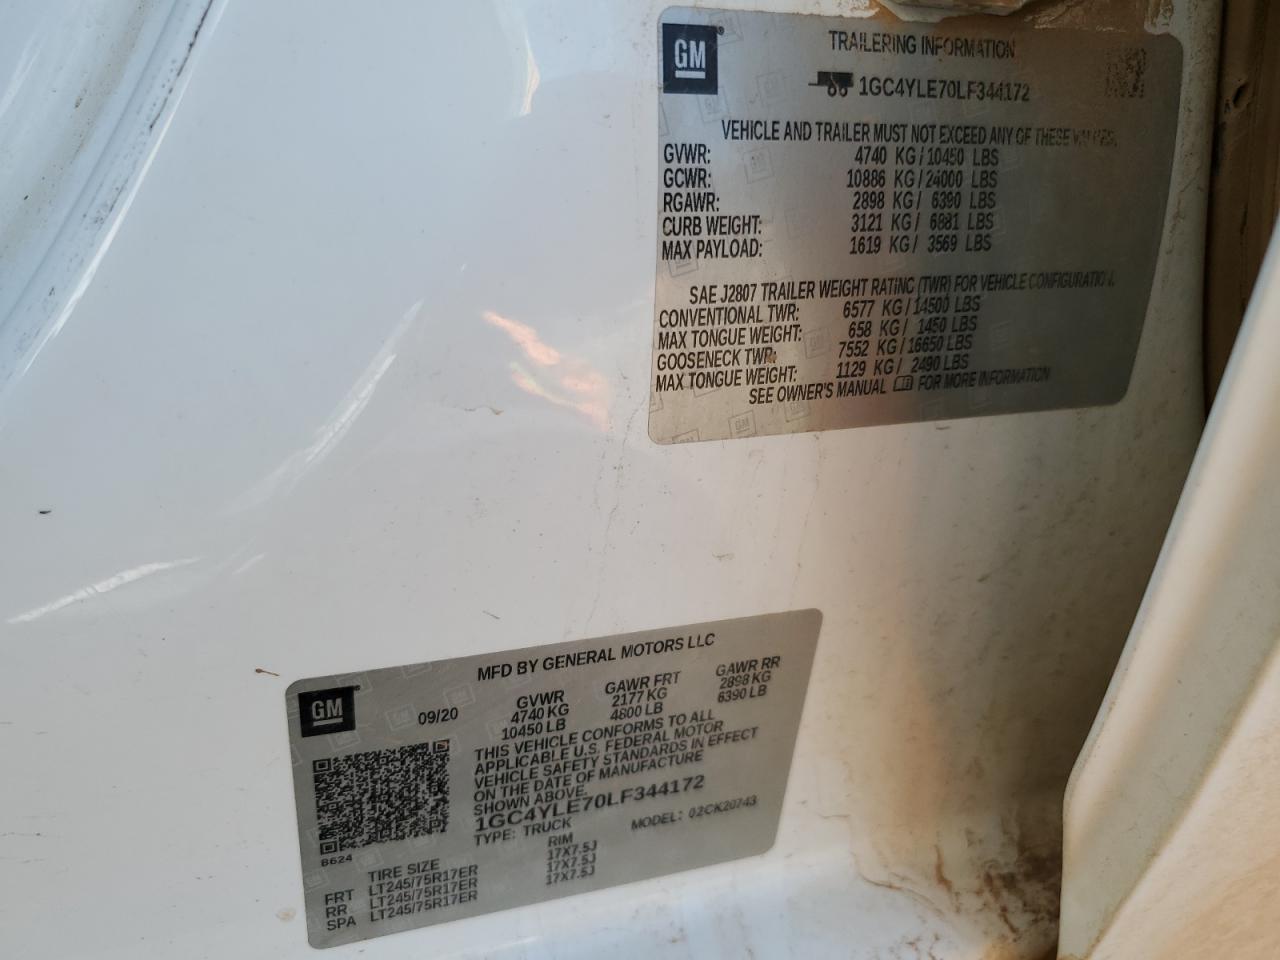 GM
TRAILERING INFORMATION
1GC4YLE70LF344172
VEHICLE AND TRAILER MUST NOT EXCEED ANY OF THESE VALUES.
GVWR: 4740 KG / 10450 LBS
GCWR: 10886 KG / 24000 LBS
RGAWR: 2898 KG / 6390 LBS
CURB WEIGHT: 3121 KG / 6881 LBS
MAX PAYLOAD: 1619 KG / 3569 LBS
SAE J2807 TRAILER WEIGHT RATING (TWR) FOR VEHICLE CONFIGURATION.
CONVENTIONAL TWR: 6577 KG / 14500 LBS
MAX TONGUE WEIGHT: 658 KG / 1450 LBS
GOOSENECK TWR: 7552 KG / 16650 LBS
MAX TONGUE WEIGHT: 1129 KG / 2490 LBS
SEE OWNER'S MANUAL FOR MORE INFORMATION
GM
MFD BY GENERAL MOTORS LLC
09/20 GVWR GAWR FRT GAWR RR
4740 KG 2177 KG 2898 KG
10450 LB 4800 LB 6390 LB
THIS VEHICLE CONFORMS TO ALL
APPLICABLE U.S. FEDERAL MOTOR
VEHICLE SAFETY STANDARDS IN EFFECT
ON THE DATE OF MANUFACTURE
SHOWN ABOVE.
1GC4YLE70LF344172
TYPE: TRUCK MODEL: 02CK20743
B624
TIRE SIZE RIM
FRT LT245/75R17ER 17X7.5J
RR LT245/75R17ER 17X7.5J
SPA LT245/75R17ER 17X7.5J